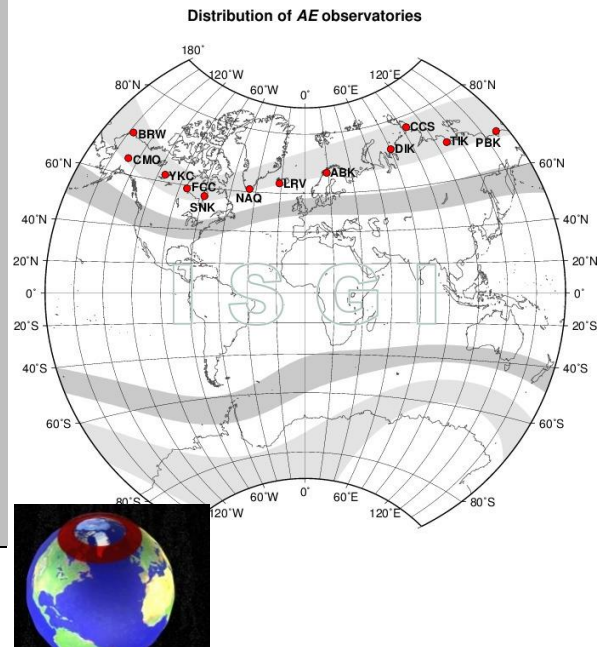 Distribution of AE observatories
180°
120°W
60°W
0°
60°E
120°E
80°N
80°N
BRW
CCS
CMO
TIK
PBK
DIK
60°N
60°N
YKC
ABK
FCC
LRV
SNK
NAQ
40°N
40°N
20°N
20°N
ISGI
0°
0°
20°S
20°S
40°S
40°S
60°S
60°S
80°S
80°S
120°W
60°W
0°
60°E
120°E